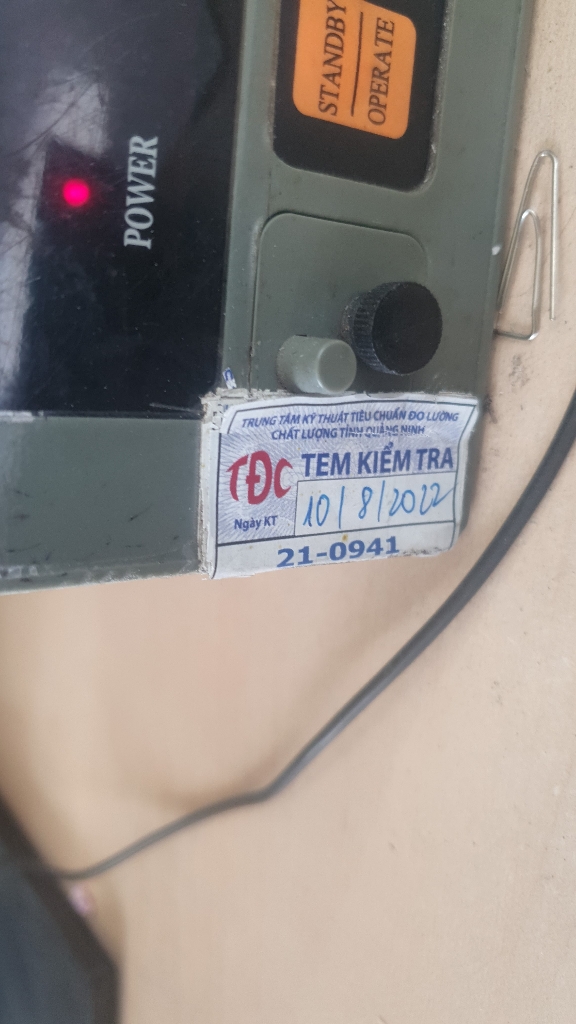 STANDBY
OPERATE
POWER
TRUNG TÂM KỸ THUẬT TIÊU CHUẨN ĐO LƯỜNG
CHẤT LƯỢNG TỈNH QUẢNG NINH
TĐC
TEM KIỂM TRA
Ngày KT 10/8/2022
21-0941